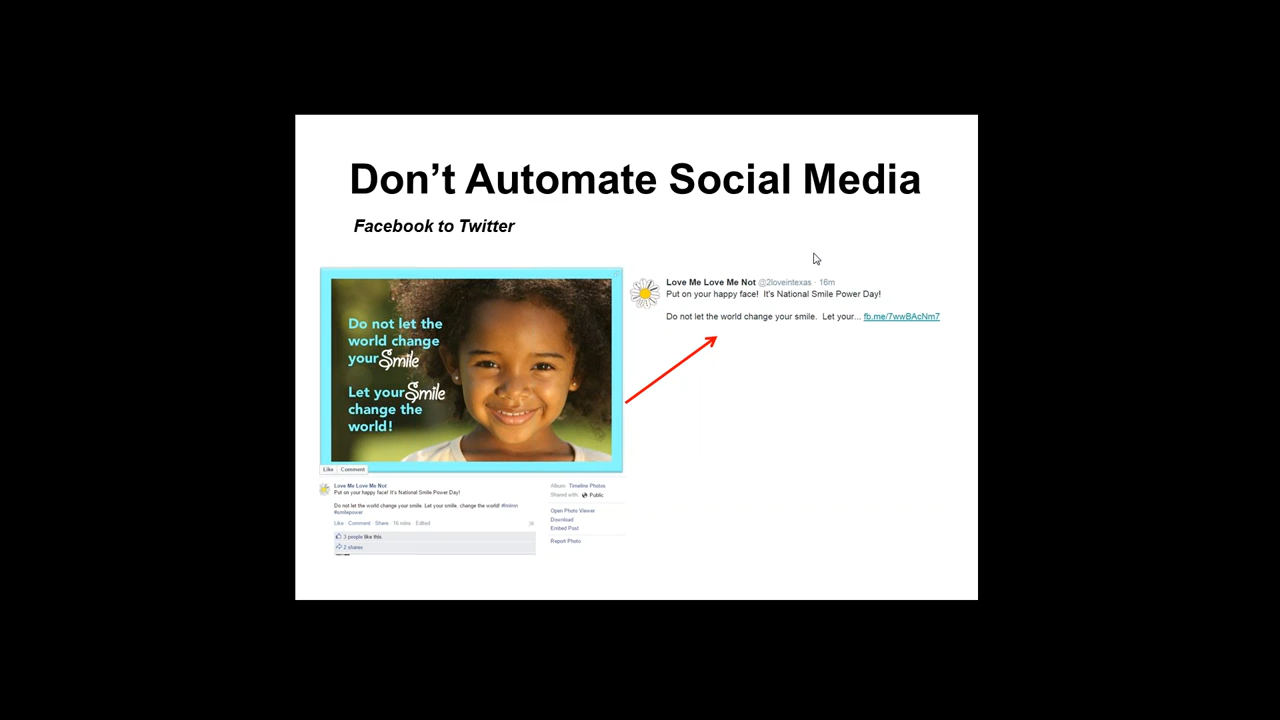 Don't Automate Social Media
Facebook to Twitter
Do not let the
world change
your Smile
Let your Smile
change the
world!
Like Comment
Love Me Love Me Not
Put on your happy face! It's National Smile Power Day!
Do not let the world change your smile. Let your smile, change the world!
#smilepower
Like · Comment · Share · 16 mins · Edited
3 people like this.
2 shares
Album: Timeline Photos
Shared with: Public
Open Photo Viewer
Download
Embed Post
Report Photo
Love Me Love Me Not @2loveintexas · 16m
Put on your happy face! It's National Smile Power Day!
Do not let the world change your smile. Let your... fb.me/7wwBAcNm7